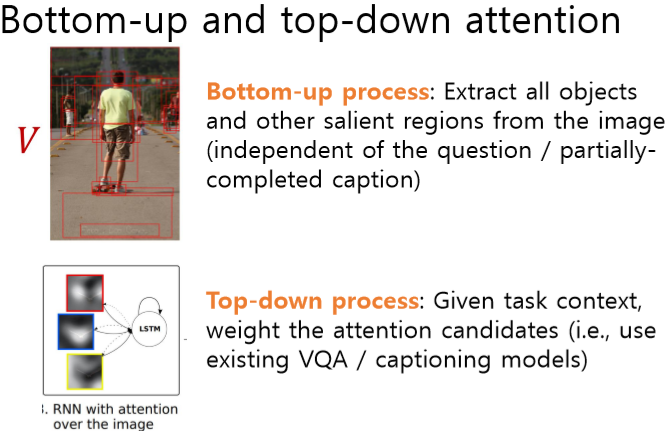 Bottom-up and top-down attention
V
Bottom-up process: Extract all objects
and other salient regions from the image
(independent of the question / partially-
completed caption)
LSTM
Top-down process: Given task context,
weight the attention candidates (i.e., use
existing VQA / captioning models)
. RNN with attention
over the image